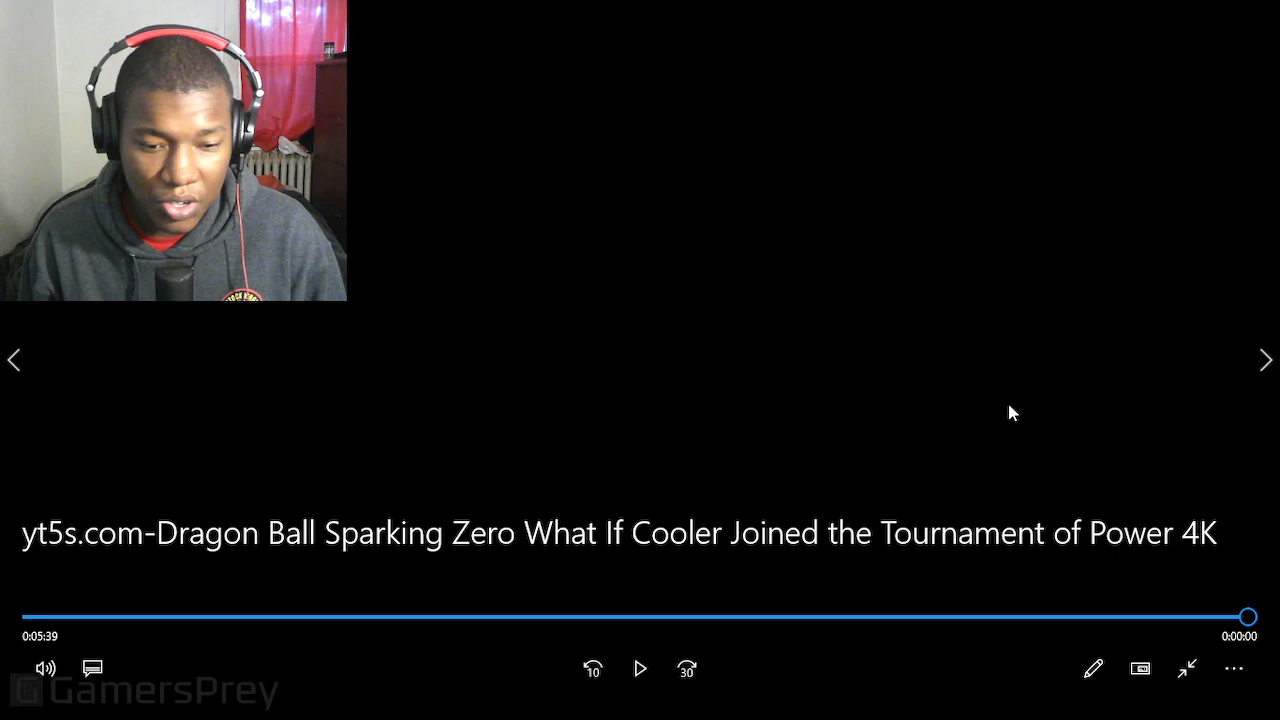 yt5s.com-Dragon Ball Sparking Zero What If Cooler Joined the Tournament of Power 4K
0:05:39
0:00:00
10
30
GamersPrey